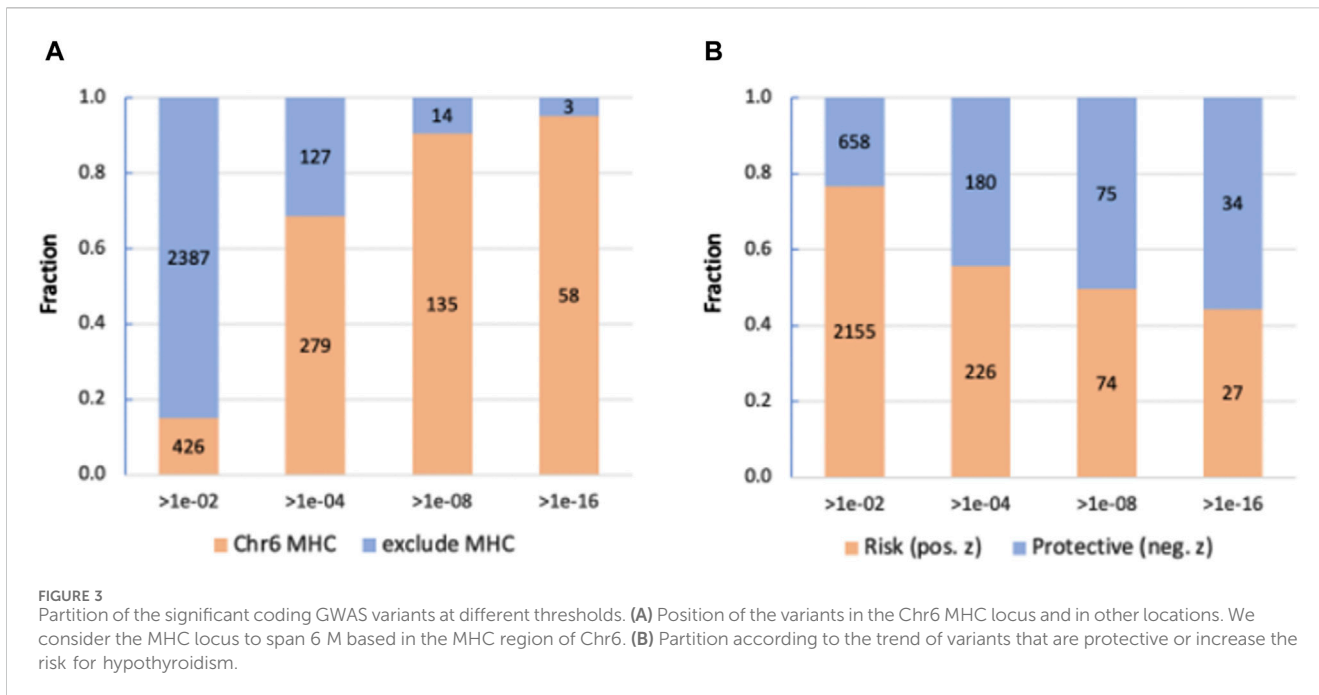 A
1.0
0.8
0.6
0.4
0.2
0.0
Fraction
2387
426
127
279
14
135
3
58
>1e-02 >1e-04 >1e-08 >1e-16
Chr6 MHC exclude MHC
B
1.0
0.8
0.6
0.4
0.2
0.0
Fraction
658
2155
180
226
75
74
34
27
>1e-02 >1e-04 >1e-08 >1e-16
Risk (pos. z) Protective (neg. z)
FIGURE 3
Partition of the significant coding GWAS variants at different thresholds. (A) Position of the variants in the Chr6 MHC locus and in other locations. We
consider the MHC locus to span 6 M based in the MHC region of Chr6. (B) Partition according to the trend of variants that are protective or increase the
risk for hypothyroidism.